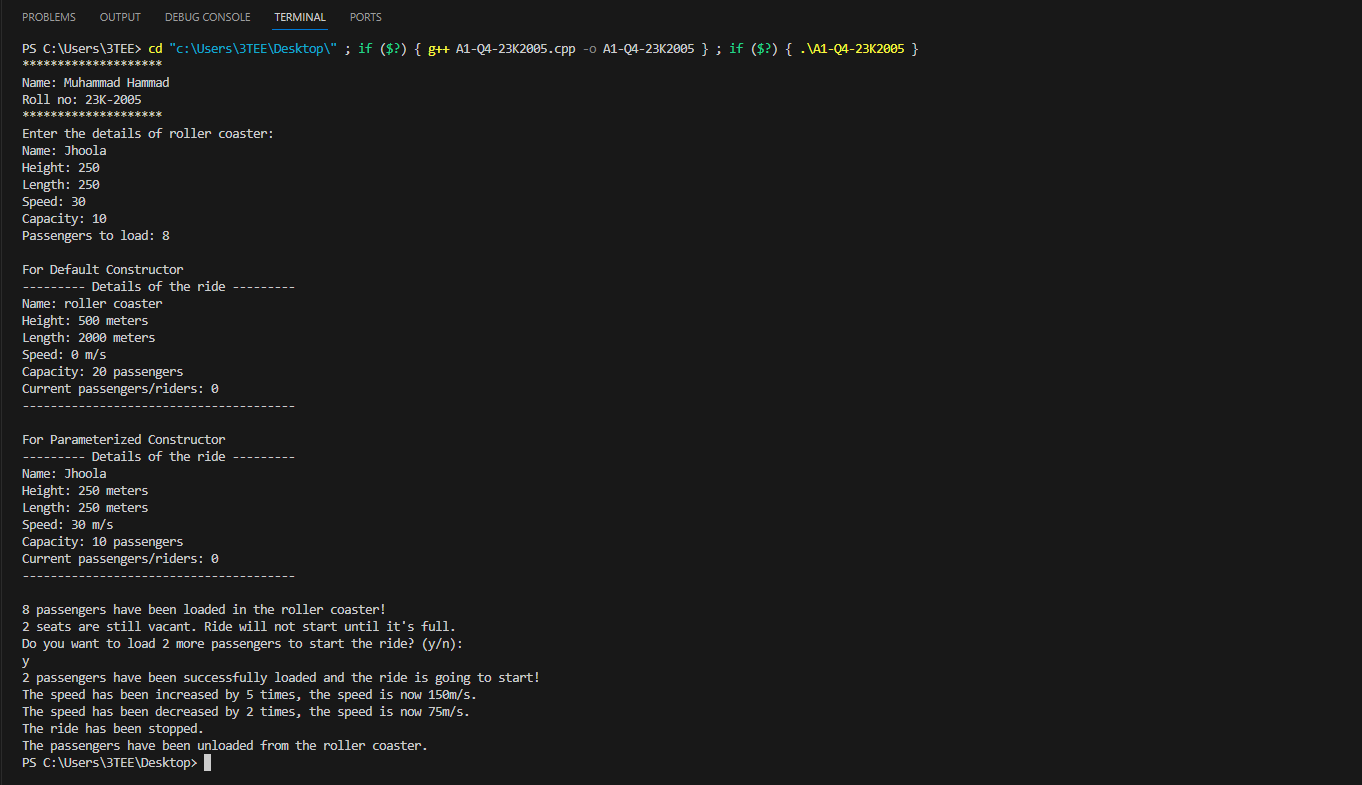 PROBLEMS OUTPUT DEBUG CONSOLE TERMINAL PORTS
PS C:\Users\3TEE> cd "c:\Users\3TEE\Desktop\" ; if ($?) { g++ A1-Q4-23K2005.cpp -o A1-Q4-23K2005 } ; if ($?) { .\A1-Q4-23K2005 }
********************
Name: Muhammad Hammad
Roll no: 23K-2005
********************
Enter the details of roller coaster:
Name: Jhoola
Height: 250
Length: 250
Speed: 30
Capacity: 10
Passengers to load: 8
For Default Constructor
--------- Details of the ride ---------
Name: roller coaster
Height: 500 meters
Length: 2000 meters
Speed: 0 m/s
Capacity: 20 passengers
Current passengers/riders: 0
---------------------------------------
For Parameterized Constructor
--------- Details of the ride ---------
Name: Jhoola
Height: 250 meters
Length: 250 meters
Speed: 30 m/s
Capacity: 10 passengers
Current passengers/riders: 0
---------------------------------------
8 passengers have been loaded in the roller coaster!
2 seats are still vacant. Ride will not start until it's full.
Do you want to load 2 more passengers to start the ride? (y/n):
y
2 passengers have been successfully loaded and the ride is going to start!
The speed has been increased by 5 times, the speed is now 150m/s.
The speed has been decreased by 2 times, the speed is now 75m/s.
The ride has been stopped.
The passengers have been unloaded from the roller coaster.
PS C:\Users\3TEE\Desktop>